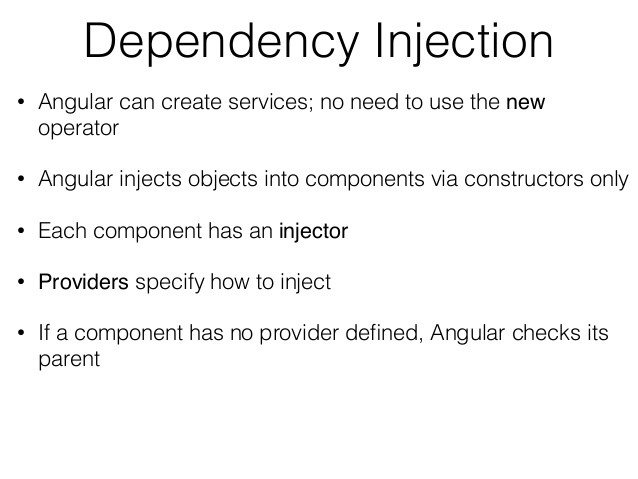 Dependency Injection
• Angular can create services; no need to use the new
operator
• Angular injects objects into components via constructors only
• Each component has an injector
• Providers specify how to inject
• If a component has no provider defined, Angular checks its
parent